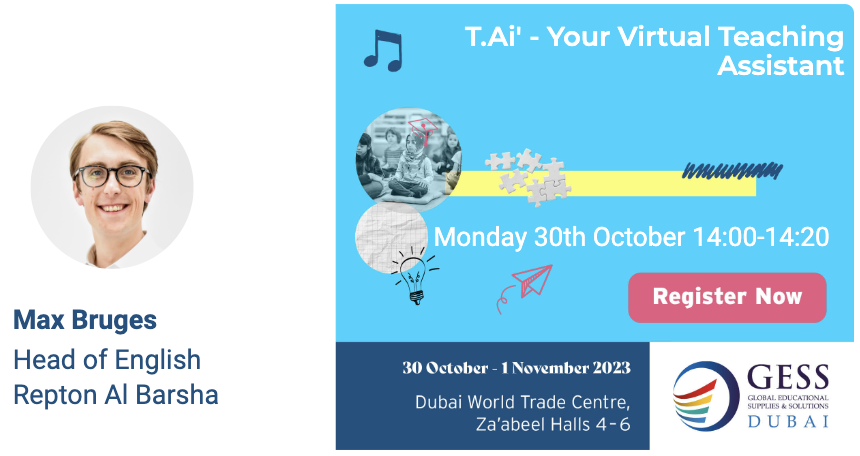 Max Bruges
Head of English
Repton Al Barsha
T.Ai' - Your Virtual Teaching
Assistant
Monday 30th October 14:00-14:20
Register Now
30 October - 1 November 2023
Dubai World Trade Centre,
Za'abeel Halls 4-6
GESS
GLOBAL EDUCATIONAL
SUPPLIES & SOLUTIONS
DUBAI